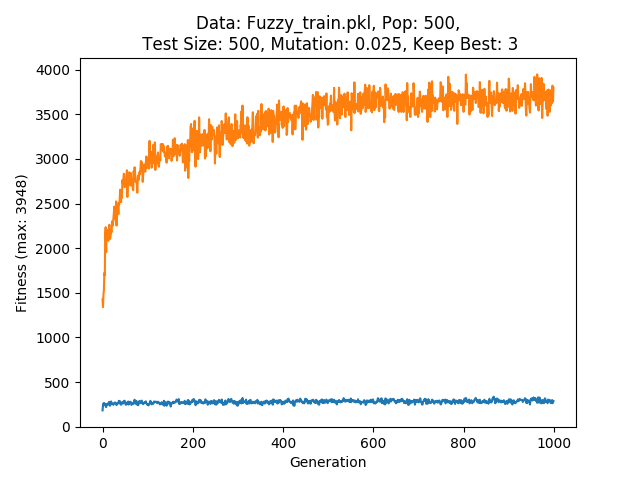 Data: Fuzzy_train.pkl, Pop: 500,
Test Size: 500, Mutation: 0.025, Keep Best: 3
Fitness (max: 3948)
4000
3500
3000
2500
2000
1500
1000
500
0
0 200 400 600 800 1000
Generation